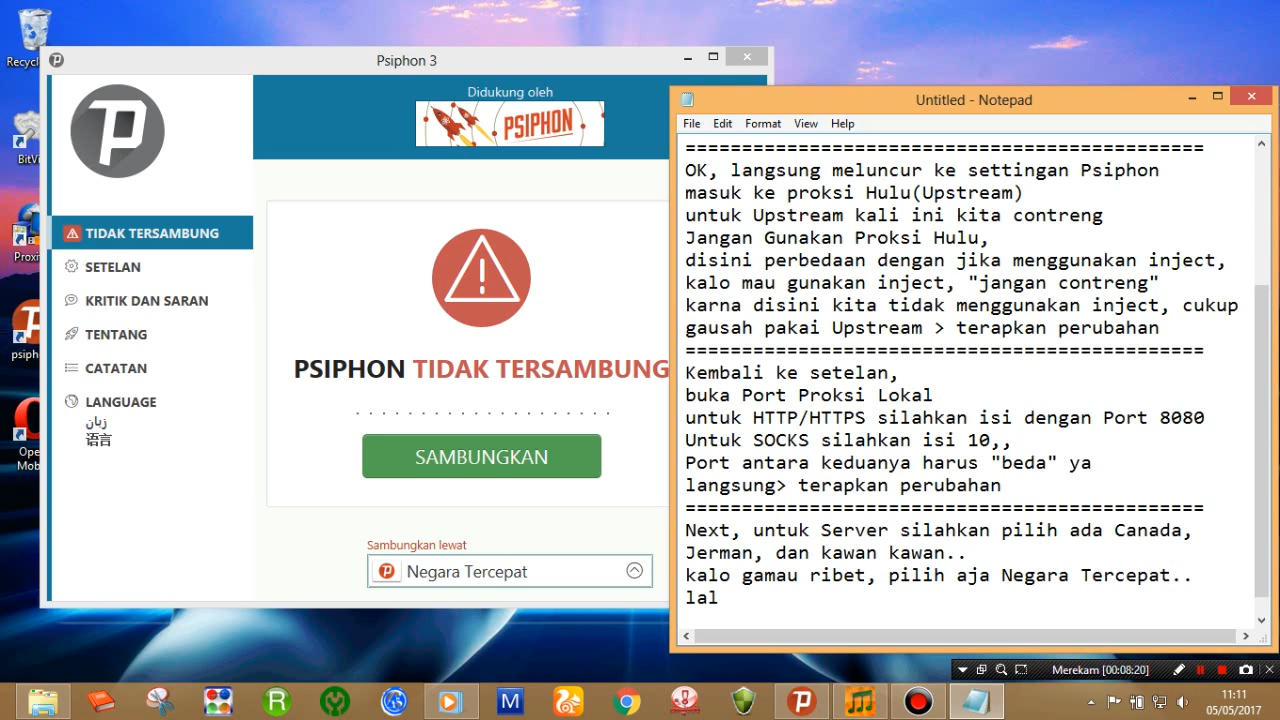 Recycl
BitVi
Proxi
psiph
Ope
Mob
Psiphon 3
Didukung oleh
PSIPHON
TIDAK TERSAMBUNG
SETELAN
KRITIK DAN SARAN
TENTANG
CATATAN
LANGUAGE
زبان
语言
PSIPHON TIDAK TERSAMBUNG
SAMBUNGKAN
Sambungkan lewat
Negara Tercepat
Untitled - Notepad
File Edit Format View Help
==============================================
OK, langsung meluncur ke settingan Psiphon
masuk ke proksi Hulu(Upstream)
untuk Upstream kali ini kita contreng
Jangan Gunakan Proksi Hulu,
disini perbedaan dengan jika menggunakan inject,
kalo mau gunakan inject, "jangan contreng"
karna disini kita tidak menggunakan inject, cukup
gausah pakai Upstream > terapkan perubahan
==============================================
Kembali ke setelan,
buka Port Proksi Lokal
untuk HTTP/HTTPS silahkan isi dengan Port 8080
Untuk SOCKS silahkan isi 10,,
Port antara keduanya harus "beda" ya
langsung> terapkan perubahan
==============================================
Next, untuk Server silahkan pilih ada Canada,
Jerman, dan kawan kawan..
kalo gamau ribet, pilih aja Negara Tercepat..
lal
Merekam [00:08:20]
11:11
05/05/2017